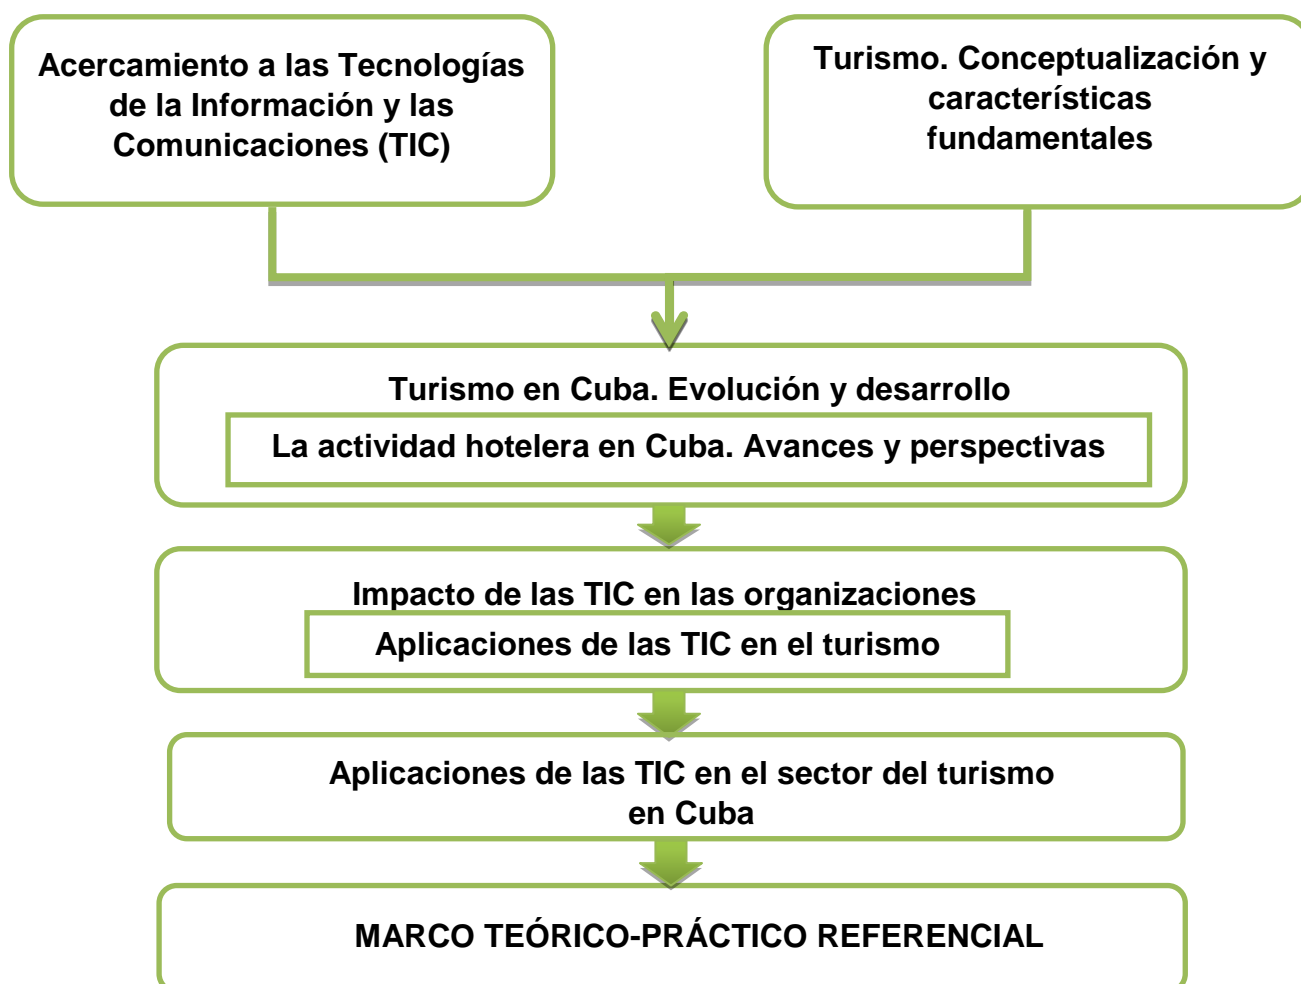 Acercamiento a las Tecnologías
de la Información y las
Comunicaciones (TIC)
Turismo. Conceptualización y
características
fundamentales
Turismo en Cuba. Evolución y desarrollo
La actividad hotelera en Cuba. Avances y perspectivas
Impacto de las TIC en las organizaciones
Aplicaciones de las TIC en el turismo
Aplicaciones de las TIC en el sector del turismo
en Cuba
MARCO TEÓRICO-PRÁCTICO REFERENCIAL